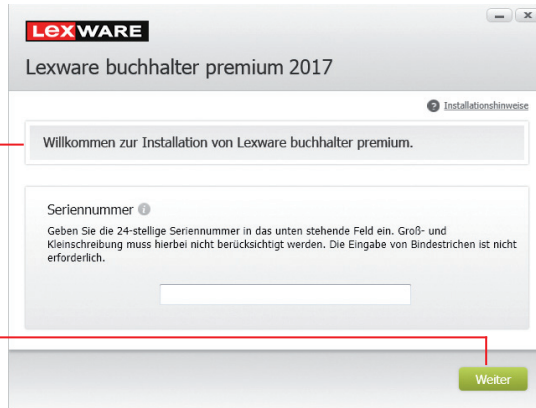 LEXWARE
Lexware buchhalter premium 2017
Installationshinweise
Willkommen zur Installation von Lexware buchhalter premium.
Seriennummer
Geben Sie die 24-stellige Seriennummer in das unten stehende Feld ein. Groß- und
Kleinschreibung muss hierbei nicht berücksichtigt werden. Die Eingabe von Bindestrichen ist nicht
erforderlich.
Weiter